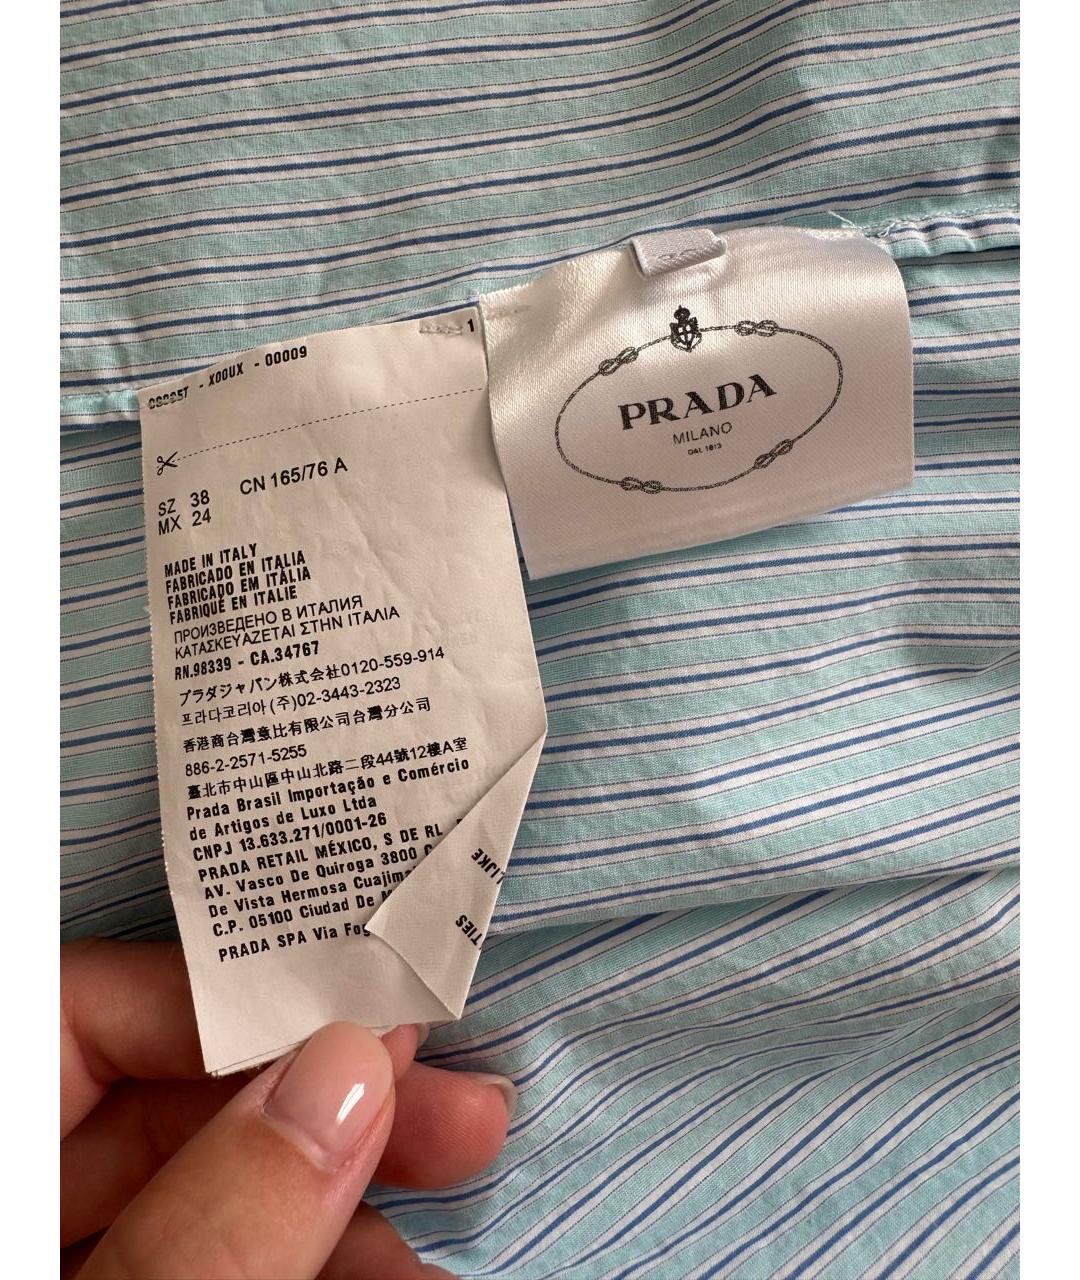 - X00UX - 00009
1
SZ 38 CN 165/76 A
MX 24
MADE IN ITALY
FABRICADO EN ITALIA
FABRICADO EM ITÁLIA
FABRIQUÉ EN ITALIE
ПРОИЗВЕДЕНО В ИТАЛИЯ
ΚΑΤΑΣΚΕΥΑΖΕΤΑΙ ΣΤΗΝ ΙΤΑΛΙΑ
RN.98339 - CA.34767
プラダジャパン株式会社0120-559-914
프라다코리아(주)02-3443-2323
香港商台灣意比有限公司台灣分公司
886-2-2571-5255
臺北市中山區中山北路二段44號12樓A室
Prada Brasil Importação e Comércio
de Artigos de Luxo Ltda
CNPJ 13.633.271/0001-26
PRADA RETAIL MÉXICO, S DE RL
AV. Vasco De Quiroga 3800 C
De Vista Hermosa Cuajima
C.P. 05100 Ciudad De M
PRADA SPA Via Fog
IJKE
TIES
PRADA
MILANO
DAL 1913